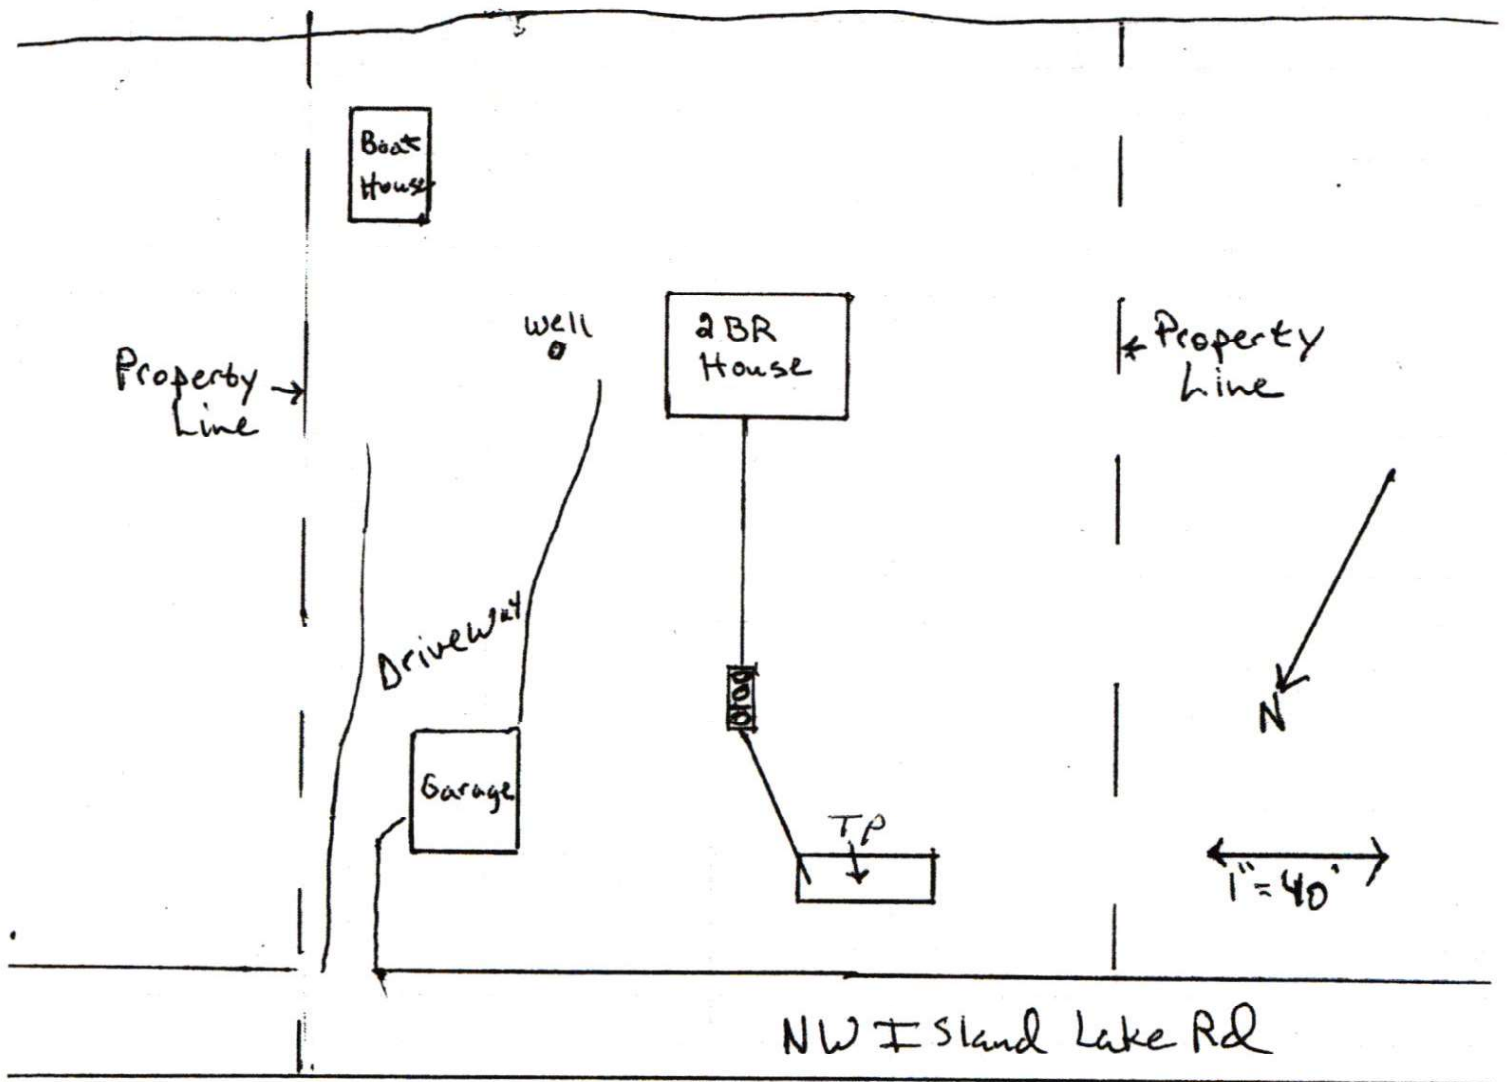 Boat
House
well
2BR
House
Property
Line
Property
Line
Driveway
Garage
N
TP
1"=40'
NW Island Lake Rd